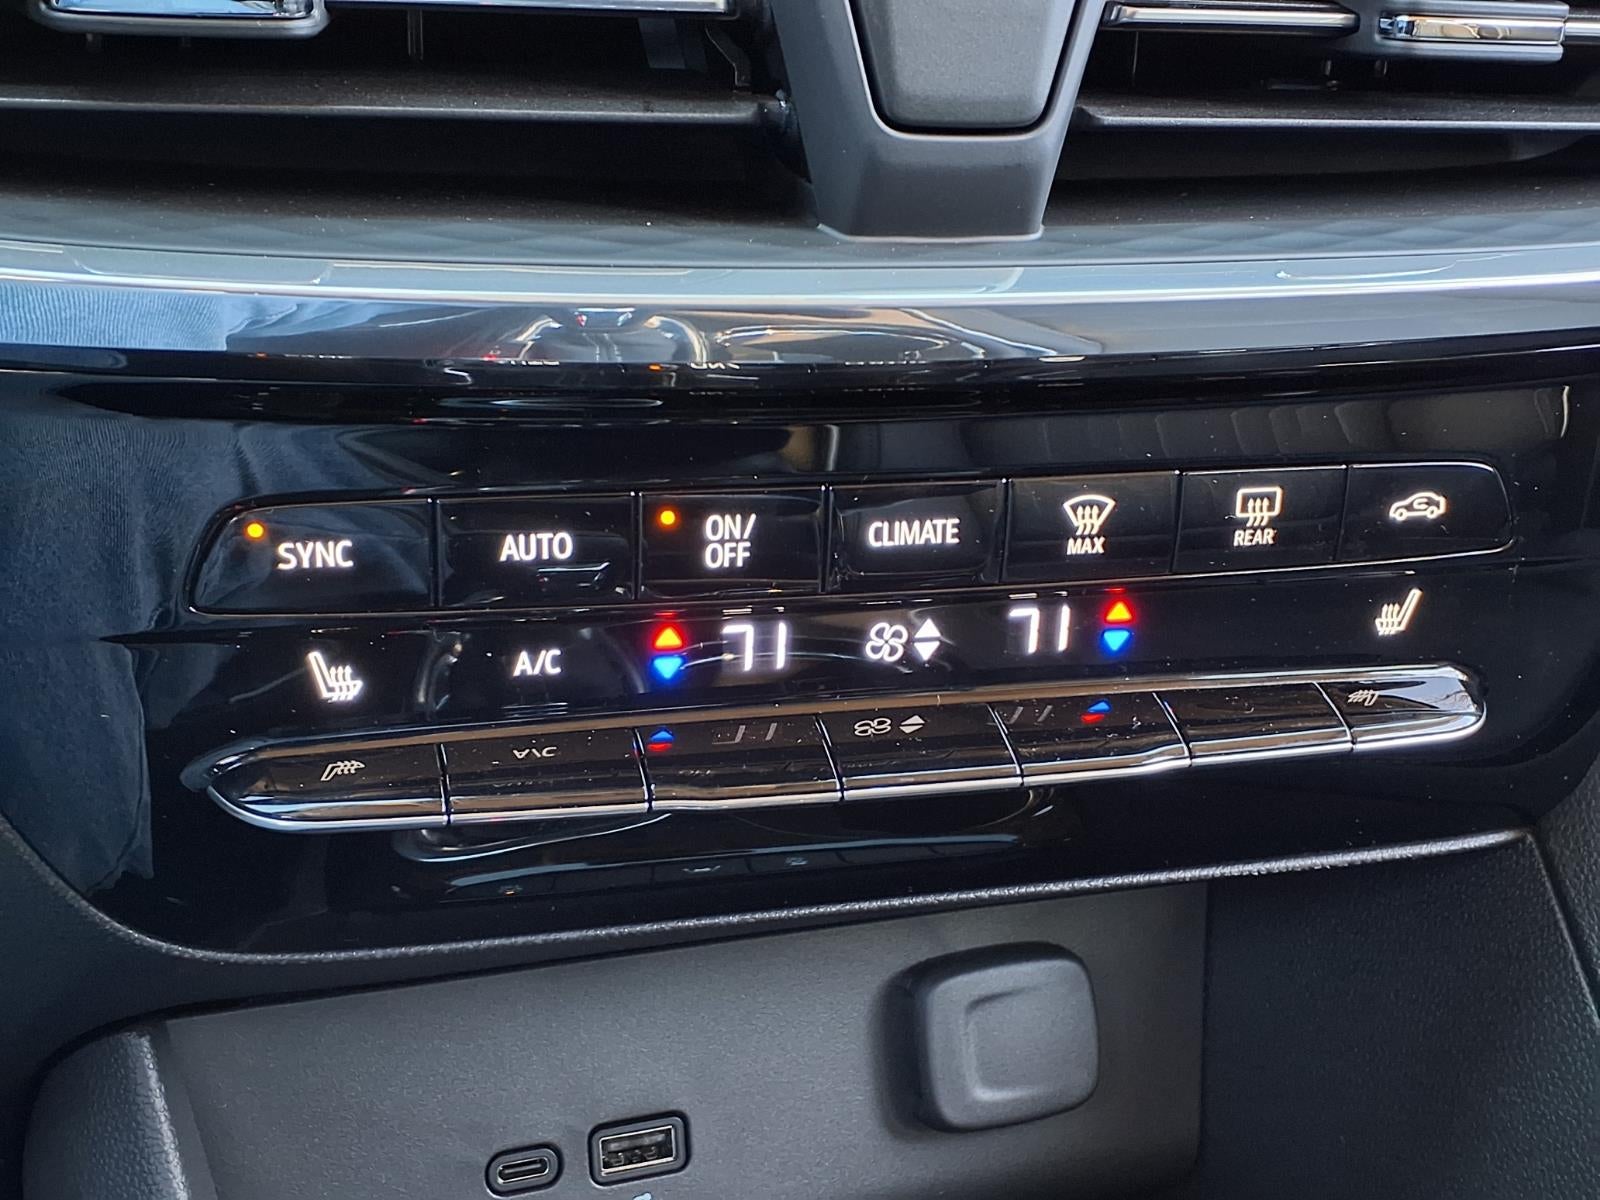 SYNC
AUTO
ON/
OFF
CLIMATE
MAX
REAR
A/C
71
71